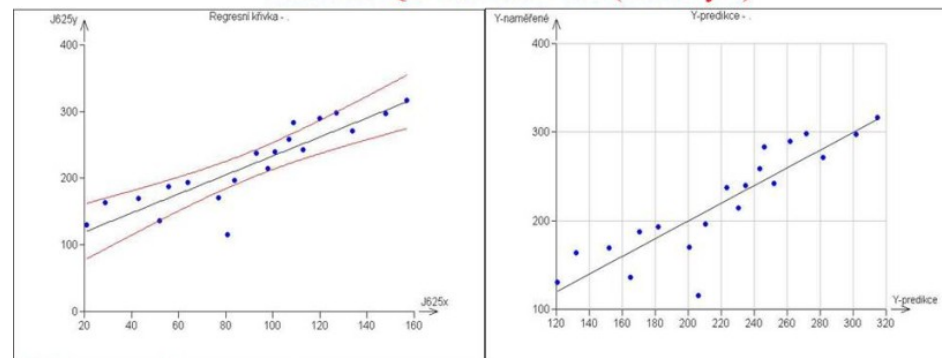 Regresní křivka - .
J625y
400
300
200
100
0
20 40 60 80 100 120 140 160
J625x
Y-predikce - .
Y-naměřené
400
300
200
100
120 140 160 180 200 220 240 260 280 300 320
Y-predikce